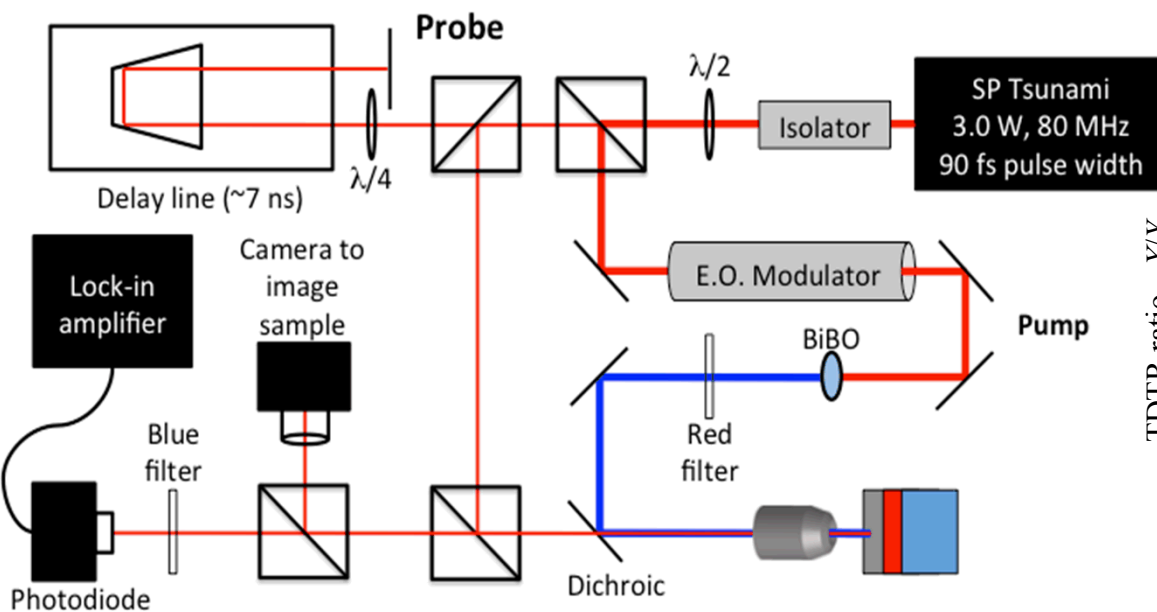 Probe
λ/2
SP Tsunami
3.0 W, 80 MHz
90 fs pulse width
Isolator
λ/4
Delay line (~7 ns)
Lock-in
amplifier
Camera to
image
sample
E.O. Modulator
Pump
BiBO
Blue
filter
Red
filter
Dichroic
Photodiode